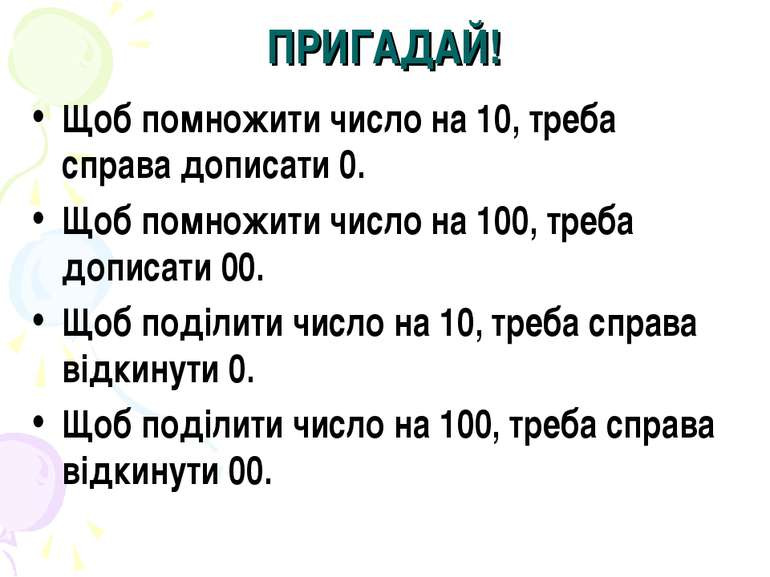 ПРИГАДАЙ!
• Щоб помножити число на 10, треба
справа дописати 0.
• Щоб помножити число на 100, треба
дописати 00.
• Щоб поділити число на 10, треба справа
відкинути 0.
• Щоб поділити число на 100, треба справа
відкинути 00.